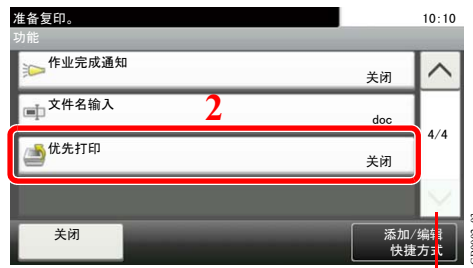 准备复印。
10:10
功能
作业完成通知
关闭
文件名输入
2
doc
4/4
优先打印
关闭
关闭
添加/编辑
快捷方式